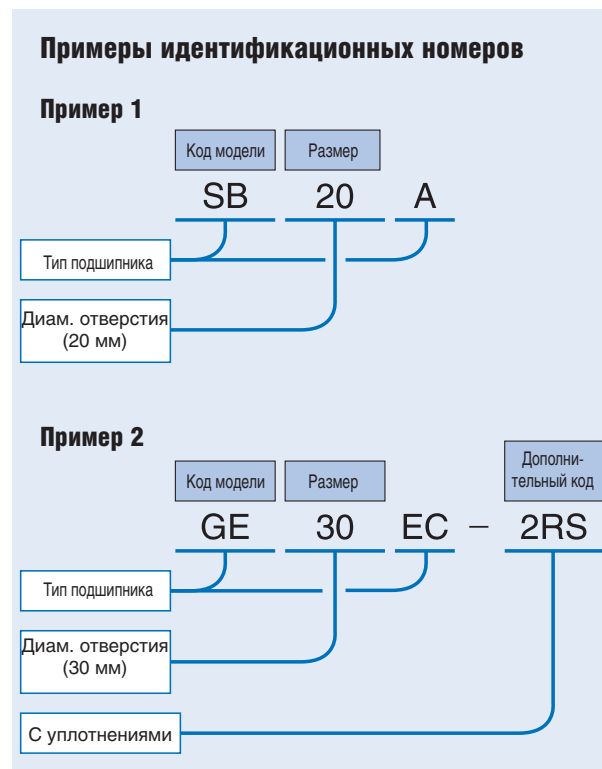 Примеры идентификационных номеров
Пример 1
Код модели Размер
SB 20 A
Тип подшипника
Диам. отверстия
(20 мм)
Пример 2
Дополни-
тельный код
Код модели Размер
GE 30 EC – 2RS
Тип подшипника
Диам. отверстия
(30 мм)
С уплотнениями